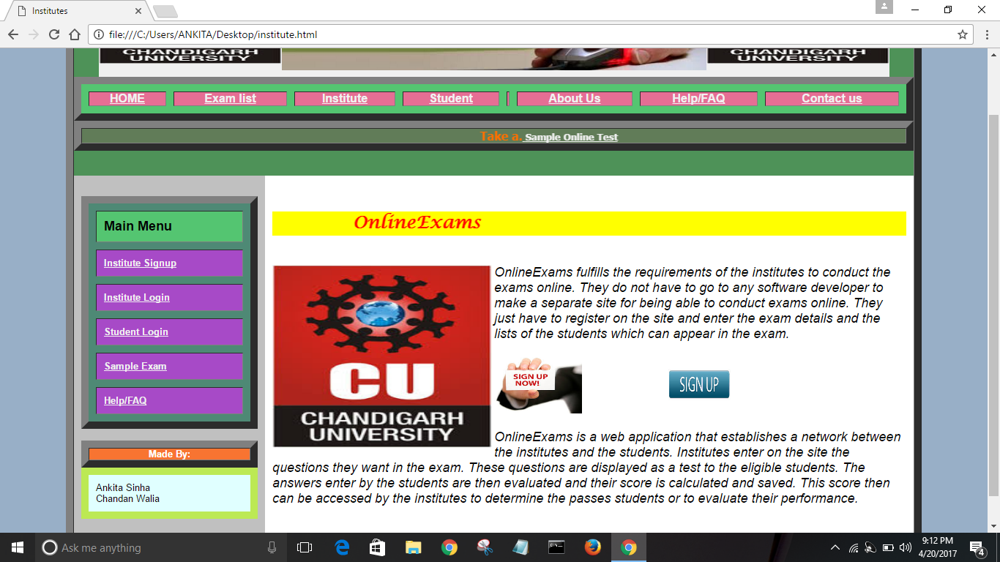 Institutes
file:///C:/Users/ANKITA/Desktop/institute.html
CHANDIGARH
UNIVERSITY
CHANDIGARH
UNIVERSITY
HOME Exam list Institute Student About Us Help/FAQ Contact us
Take a. Sample Online Test
Main Menu
Institute Signup
Institute Login
Student Login
Sample Exam
Help/FAQ
Made By:
Ankita Sinha
Chandan Walia
OnlineExams
CU
CHANDIGARH
UNIVERSITY
OnlineExams fulfills the requirements of the institutes to conduct the
exams online. They do not have to go to any software developer to
make a separate site for being able to conduct exams online. They
just have to register on the site and enter the exam details and the
lists of the students which can appear in the exam.
SIGN UP
NOW!
SIGN UP
OnlineExams is a web application that establishes a network between
the institutes and the students. Institutes enter on the site the
questions they want in the exam. These questions are displayed as a test to the eligible students. The
answers enter by the students are then evaluated and their score is calculated and saved. This score then
can be accessed by the institutes to determine the passes students or to evaluate their performance.
Ask me anything
9:12 PM
4/20/2017
4